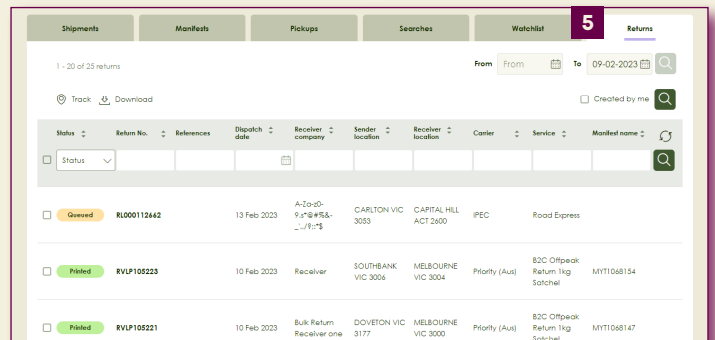 Shipments Manifests Pickups Searches Watchlist 5 Returns
1 - 20 of 25 returns From From To 09-02-2023
Track Download Created by me
Status Return No. References Dispatch date Receiver company Sender location Receiver location Carrier Service Manifest name
Status
Queued RL000112662 13 Feb 2023 A-Za-z0-
9.s*@#%&-
_'../?;:"$ CARLTON VIC
3053 CAPITAL HILL
ACT 2600 IPEC Road Express
Printed RVLP105223 10 Feb 2023 Receiver SOUTHBANK
VIC 3006 MELBOURNE
VIC 3004 Priority (Aus) B2C Offpeak
Return 1kg
Satchel MYT1068154
Printed RVLP105221 10 Feb 2023 Bulk Return
Receiver one DOVETON VIC
3177 MELBOURNE
VIC 3000 Priority (Aus) B2C Offpeak
Return 1kg
Satchel MYT1068147